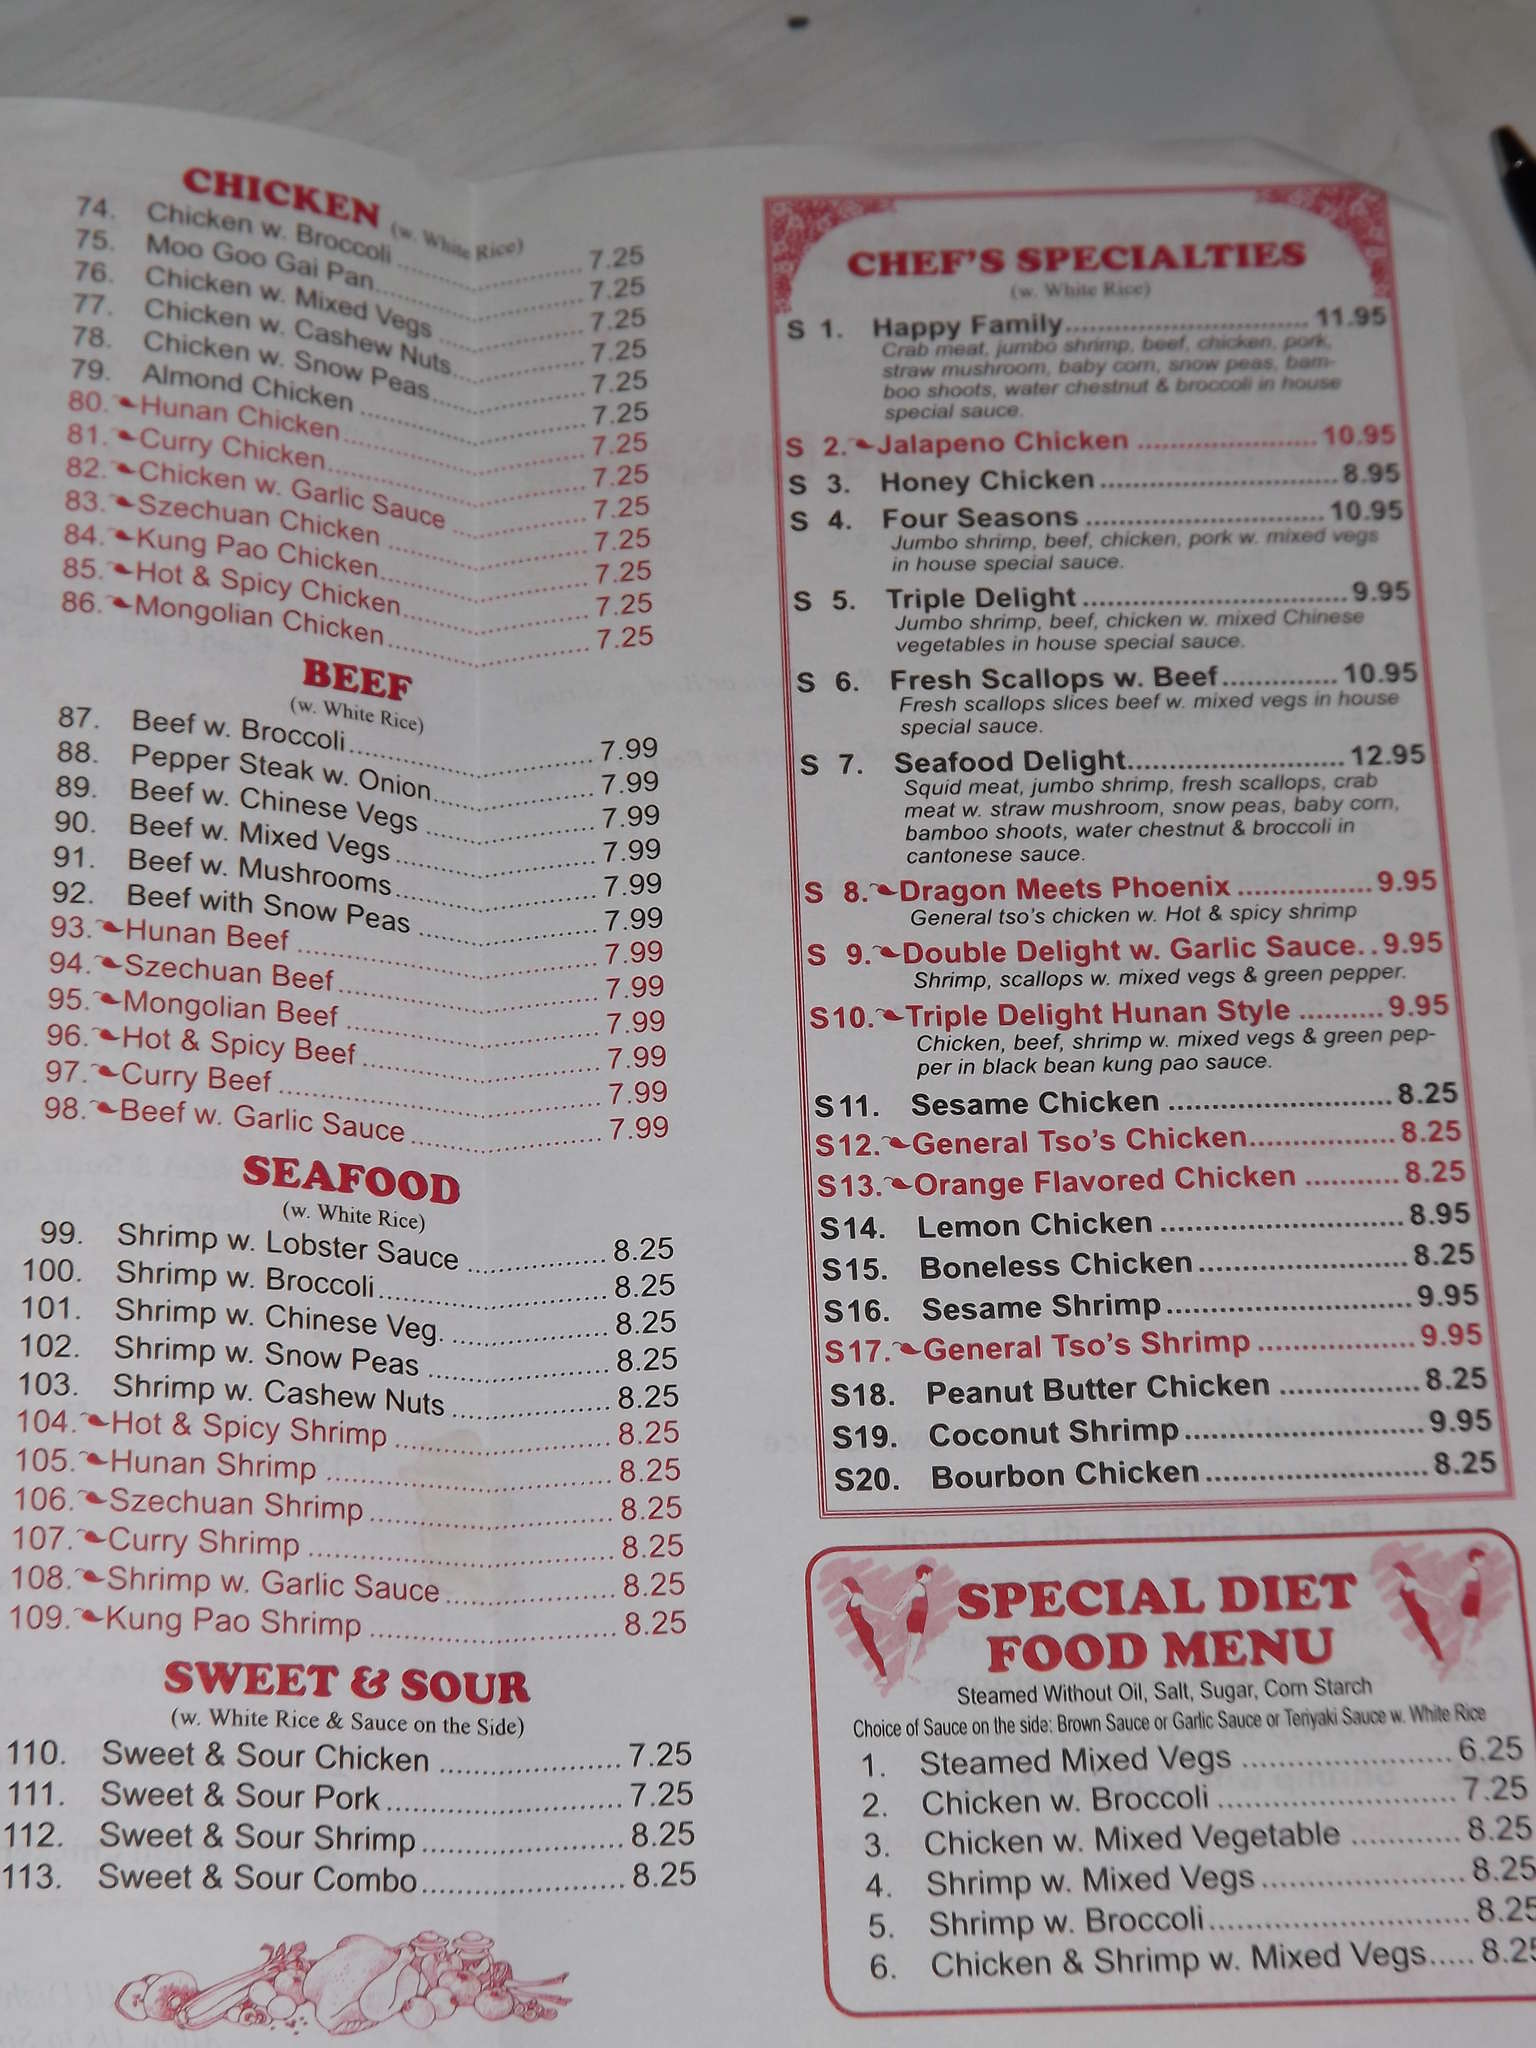 CHICKEN (w. White Rice)
74. Chicken w. Broccoli 7.25
75. Moo Goo Gai Pan 7.25
76. Chicken w. Mixed Vegs 7.25
77. Chicken w. Cashew Nuts 7.25
78. Chicken w. Snow Peas 7.25
79. Almond Chicken 7.25
80. Hunan Chicken 7.25
81. Curry Chicken 7.25
82. Chicken w. Garlic Sauce 7.25
83. Szechuan Chicken 7.25
84. Kung Pao Chicken 7.25
85. Hot & Spicy Chicken 7.25
86. Mongolian Chicken 7.25
BEEF
(w. White Rice)
87. Beef w. Broccoli 7.99
88. Pepper Steak w. Onion 7.99
89. Beef w. Chinese Vegs 7.99
90. Beef w. Mixed Vegs 7.99
91. Beef w. Mushrooms 7.99
92. Beef with Snow Peas 7.99
93. Hunan Beef 7.99
94. Szechuan Beef 7.99
95. Mongolian Beef 7.99
96. Hot & Spicy Beef 7.99
97. Curry Beef 7.99
98. Beef w. Garlic Sauce 7.99
SEAFOOD
(w. White Rice)
99. Shrimp w. Lobster Sauce 8.25
100. Shrimp w. Broccoli 8.25
101. Shrimp w. Chinese Veg. 8.25
102. Shrimp w. Snow Peas 8.25
103. Shrimp w. Cashew Nuts 8.25
104. Hot & Spicy Shrimp 8.25
105. Hunan Shrimp 8.25
106. Szechuan Shrimp 8.25
107. Curry Shrimp 8.25
108. Shrimp w. Garlic Sauce 8.25
109. Kung Pao Shrimp 8.25
SWEET & SOUR
(w. White Rice & Sauce on the Side)
110. Sweet & Sour Chicken 7.25
111. Sweet & Sour Pork 7.25
112. Sweet & Sour Shrimp 8.25
113. Sweet & Sour Combo 8.25
CHEF'S SPECIALTIES
(w. White Rice)
S 1. Happy Family 11.95
Crab meat, jumbo shrimp, beef, chicken, pork,
straw mushroom, baby corn, snow peas, bam-
boo shoots, water chestnut & broccoli in house
special sauce.
S 2. Jalapeno Chicken 10.95
S 3. Honey Chicken 8.95
S 4. Four Seasons 10.95
Jumbo shrimp, beef, chicken, pork w. mixed vegs
in house special sauce.
S 5. Triple Delight 9.95
Jumbo shrimp, beef, chicken w. mixed Chinese
vegetables in house special sauce.
S 6. Fresh Scallops w. Beef 10.95
Fresh scallops slices beef w. mixed vegs in house
special sauce.
S 7. Seafood Delight 12.95
Squid meat, jumbo shrimp, fresh scallops, crab
meat w. straw mushroom, snow peas, baby corn,
bamboo shoots, water chestnut & broccoli in
cantonese sauce.
S 8. Dragon Meets Phoenix 9.95
General tso's chicken w. Hot & spicy shrimp
S 9. Double Delight w. Garlic Sauce 9.95
Shrimp, scallops w. mixed vegs & green pepper.
S10. Triple Delight Hunan Style 9.95
Chicken, beef, shrimp w. mixed vegs & green pep-
per in black bean kung pao sauce.
S11. Sesame Chicken 8.25
S12. General Tso's Chicken 8.25
S13. Orange Flavored Chicken 8.25
S14. Lemon Chicken 8.95
S15. Boneless Chicken 8.25
S16. Sesame Shrimp 9.95
S17. General Tso's Shrimp 9.95
S18. Peanut Butter Chicken 8.25
S19. Coconut Shrimp 9.95
S20. Bourbon Chicken 8.25
SPECIAL DIET
FOOD MENU
Steamed Without Oil, Salt, Sugar, Corn Starch
Choice of Sauce on the side: Brown Sauce or Garlic Sauce or Teriyaki Sauce w. White Rice
1. Steamed Mixed Vegs 6.25
2. Chicken w. Broccoli 7.25
3. Chicken w. Mixed Vegetable 8.25
4. Shrimp w. Mixed Vegs 8.25
5. Shrimp w. Broccoli 8.25
6. Chicken & Shrimp w. Mixed Vegs 8.25